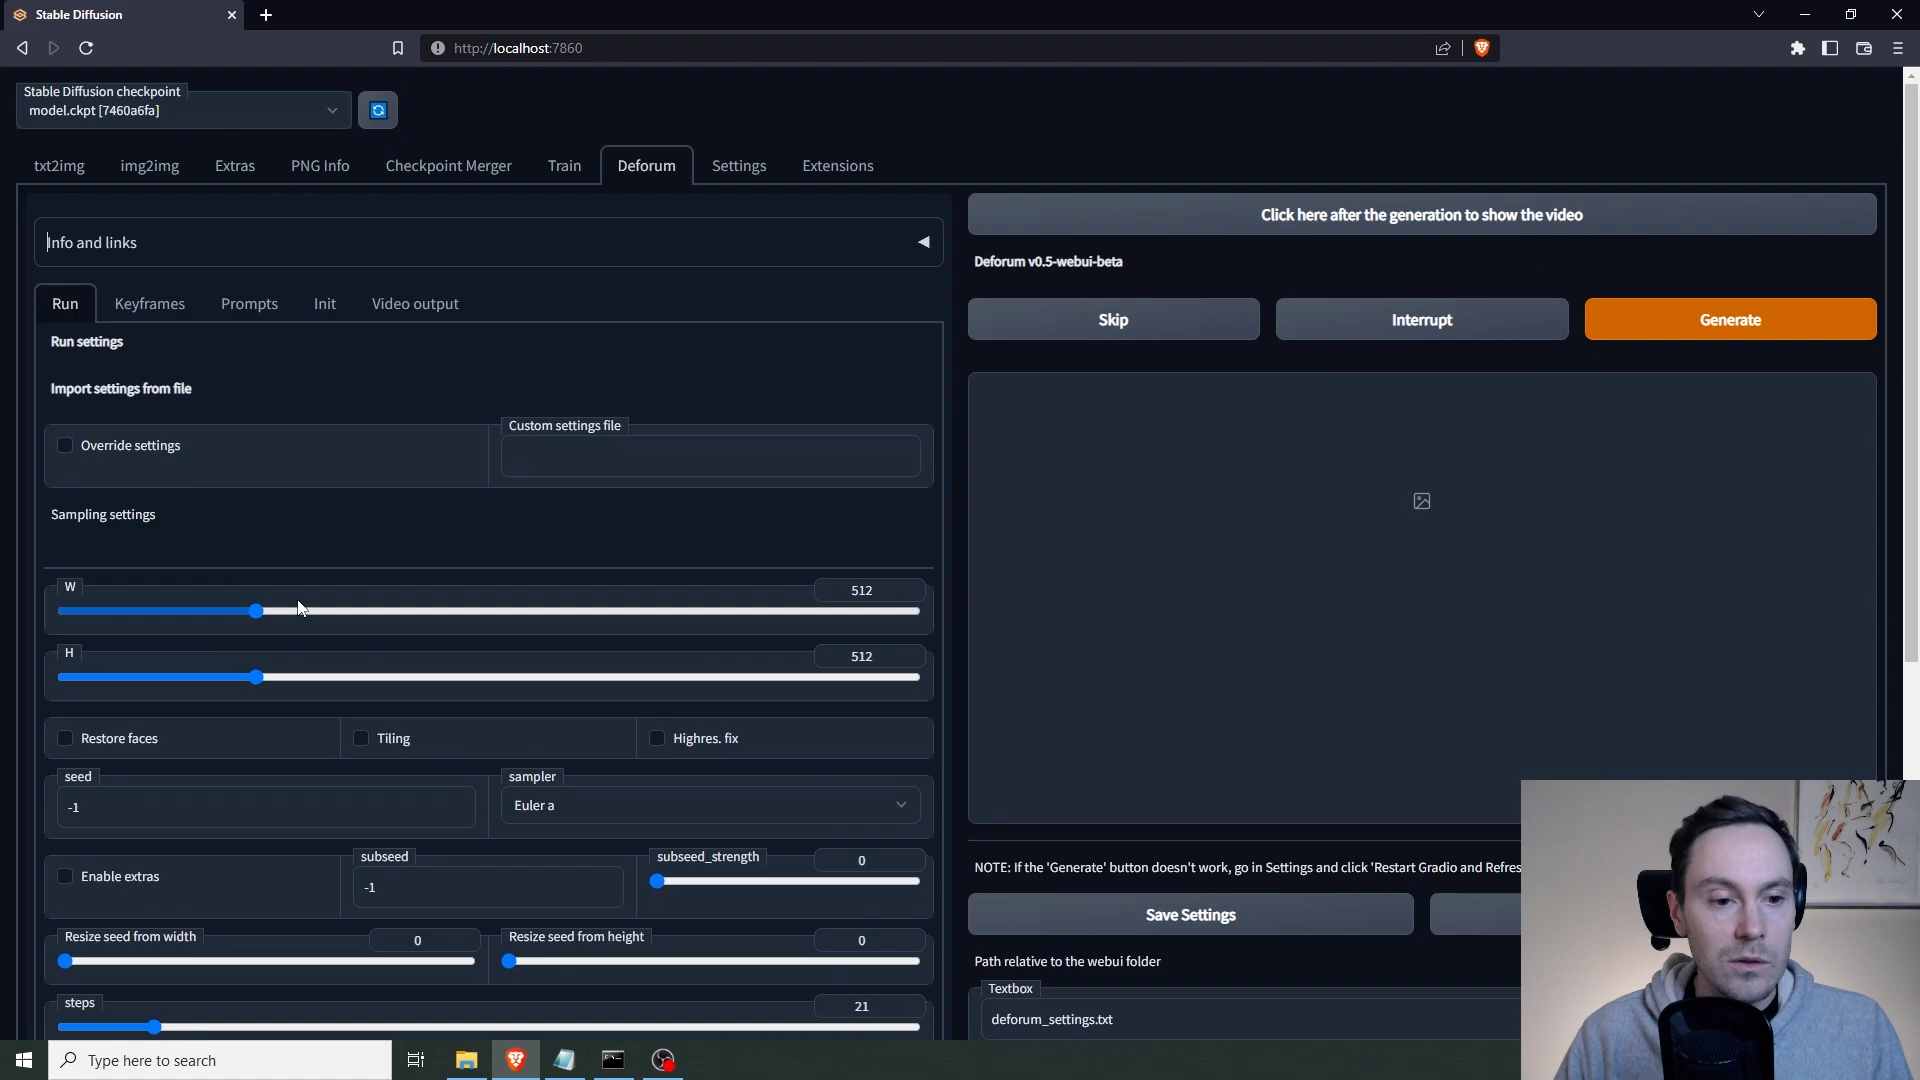 Stable Diffusion
http://localhost:7860
Stable Diffusion checkpoint
model.ckpt [7460a6fa]
txt2img
img2img
Extras
PNG Info
Checkpoint Merger
Train
Deforum
Settings
Extensions
Info and links
Run
Keyframes
Prompts
Init
Video output
Run settings
Import settings from file
Override settings
Custom settings file
Sampling settings
W
512
H
512
Restore faces
Tiling
Highres. fix
seed
-1
sampler
Euler a
Enable extras
subseed
-1
subseed_strength
0
Resize seed from width
0
Resize seed from height
0
steps
21
Click here after the generation to show the video
Deforum v0.5-webui-beta
Skip
Interrupt
Generate
NOTE: If the 'Generate' button doesn't work, go in Settings and click 'Restart Gradio and Refres
Save Settings
Path relative to the webui folder
Textbox
deforum_settings.txt
Type here to search